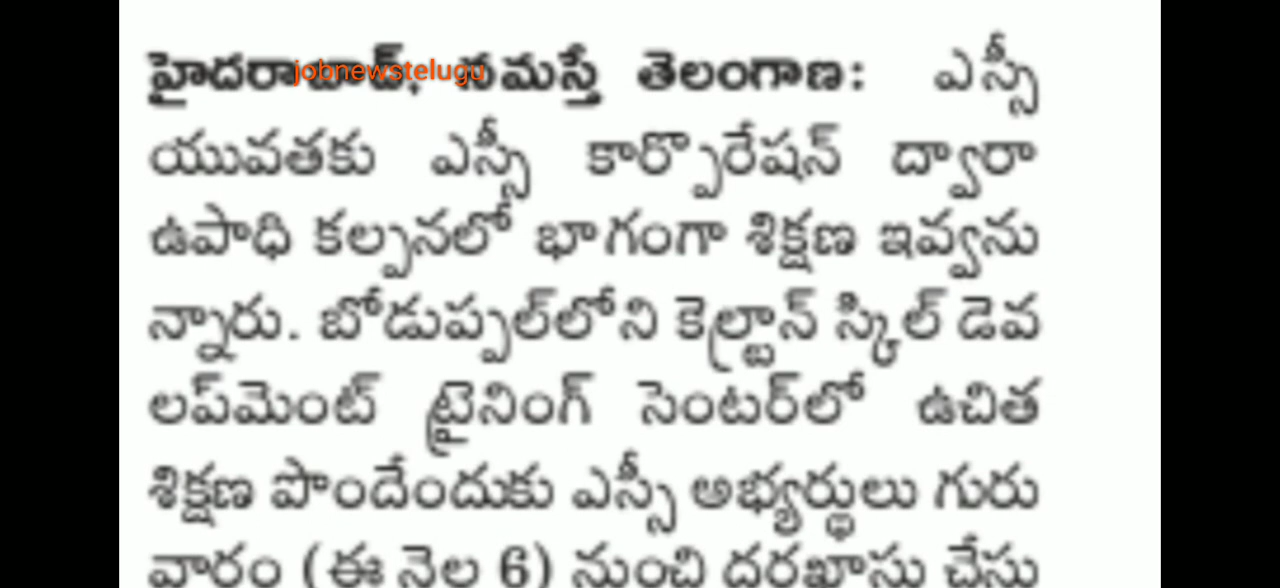 హైదరాబాద్, నమస్తే తెలంగాణ: ఎస్సీ
jobnewstelugu
యువతకు ఎస్సీ కార్పొరేషన్ ద్వారా
ఉపాధి కల్పనలో భాగంగా శిక్షణ ఇవ్వను
న్నారు. బోడుప్పల్‌లోని కెల్ట్రాన్ స్కిల్ డెవ
లప్‌మెంట్ ట్రైనింగ్ సెంటర్‌లో ఉచిత
శిక్షణ పొందేందుకు ఎస్సీ అభ్యర్థులు గురు
వారం (ఈ నెల 6) నుంచి దరఖాస్తు చేసు